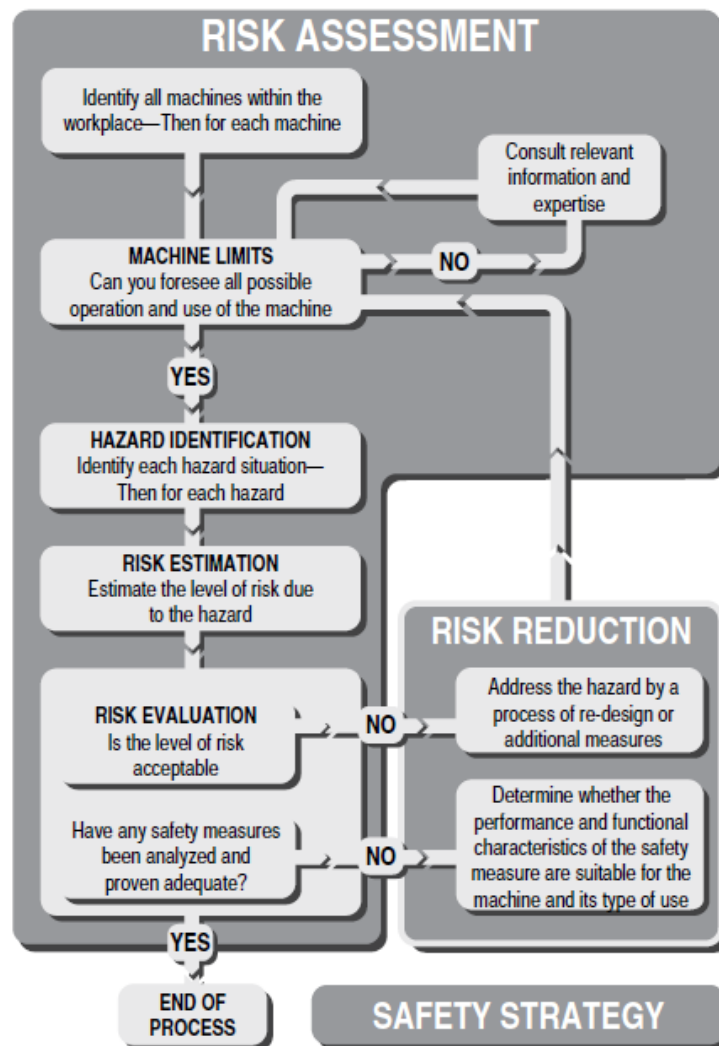 RISK ASSESSMENT
Identify all machines within the
workplace—Then for each machine
Consult relevant
information and
expertise
MACHINE LIMITS
Can you foresee all possible
operation and use of the machine
NO
YES
HAZARD IDENTIFICATION
Identify each hazard situation—
Then for each hazard
RISK ESTIMATION
Estimate the level of risk due
to the hazard
RISK REDUCTION
RISK EVALUATION
Is the level of risk
acceptable
NO
Address the hazard by a
process of re-design or
additional measures
Have any safety measures
been analyzed and
proven adequate?
NO
Determine whether the
performance and functional
characteristics of the safety
measure are suitable for the
machine and its type of use
YES
END OF
PROCESS
SAFETY STRATEGY